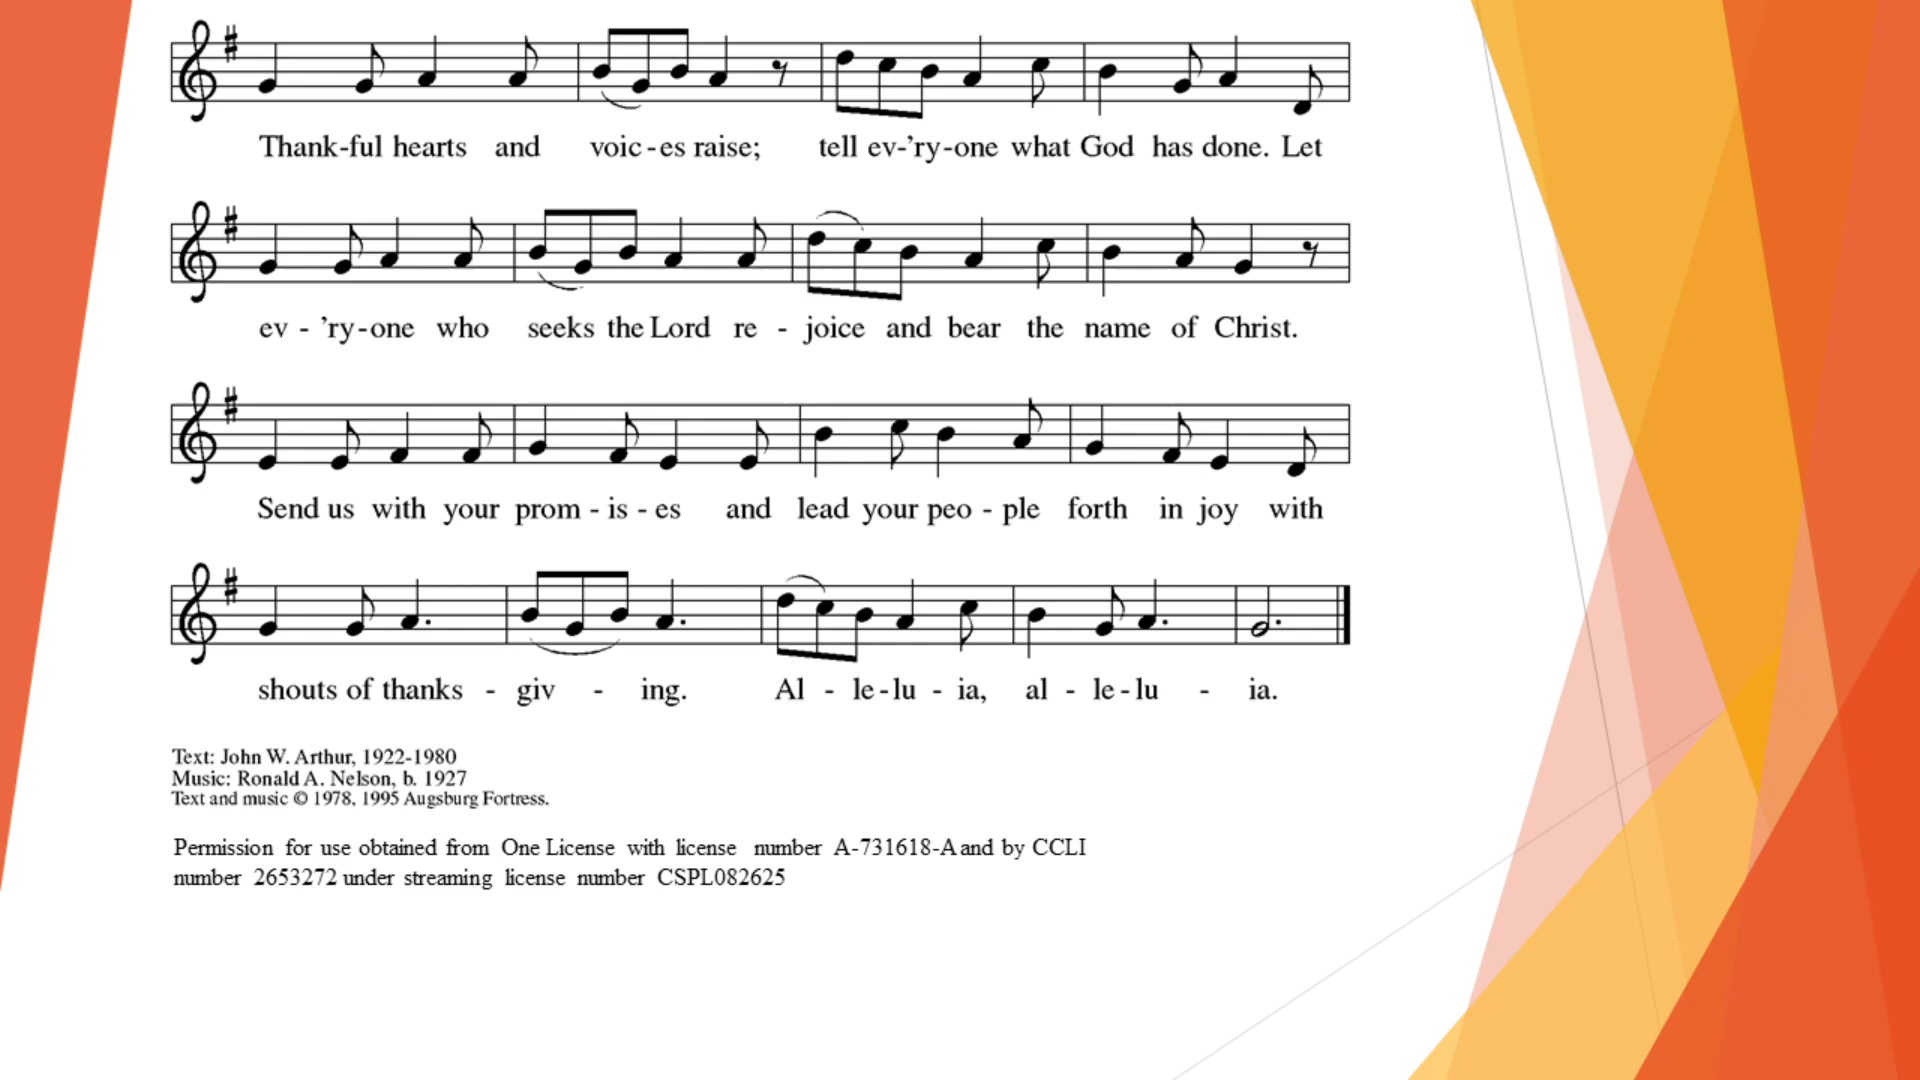 Thank-ful hearts and voic-es raise; tell ev-'ry-one what God has done. Let
ev - 'ry-one who seeks the Lord re - joice and bear the name of Christ.
Send us with your prom - is - es and lead your peo - ple forth in joy with
shouts of thanks - giv - ing. Al - le-lu - ia, al - le-lu - ia.
Text: John W. Arthur, 1922-1980
Music: Ronald A. Nelson, b. 1927
Text and music © 1978, 1995 Augsburg Fortress.
Permission for use obtained from One License with license number A-731618-A and by CCLI
number 2653272 under streaming license number CSPL082625